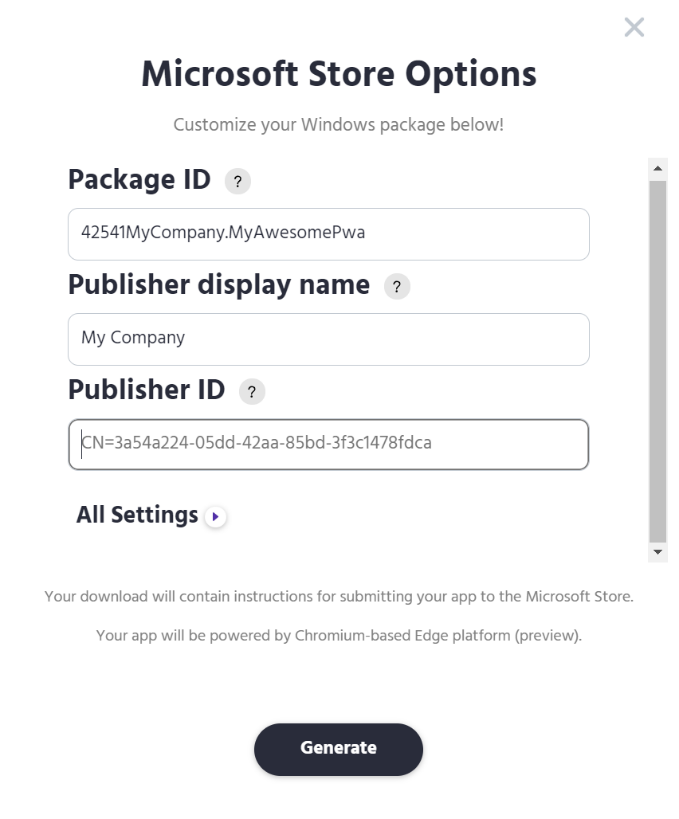 Microsoft Store Options
Customize your Windows package below!
Package ID ?
42541MyCompany.MyAwesomePwa
Publisher display name ?
My Company
Publisher ID ?
CN=3a54a224-05dd-42aa-85bd-3f3c1478fdca
All Settings
Your download will contain instructions for submitting your app to the Microsoft Store.
Your app will be powered by Chromium-based Edge platform (preview).
Generate